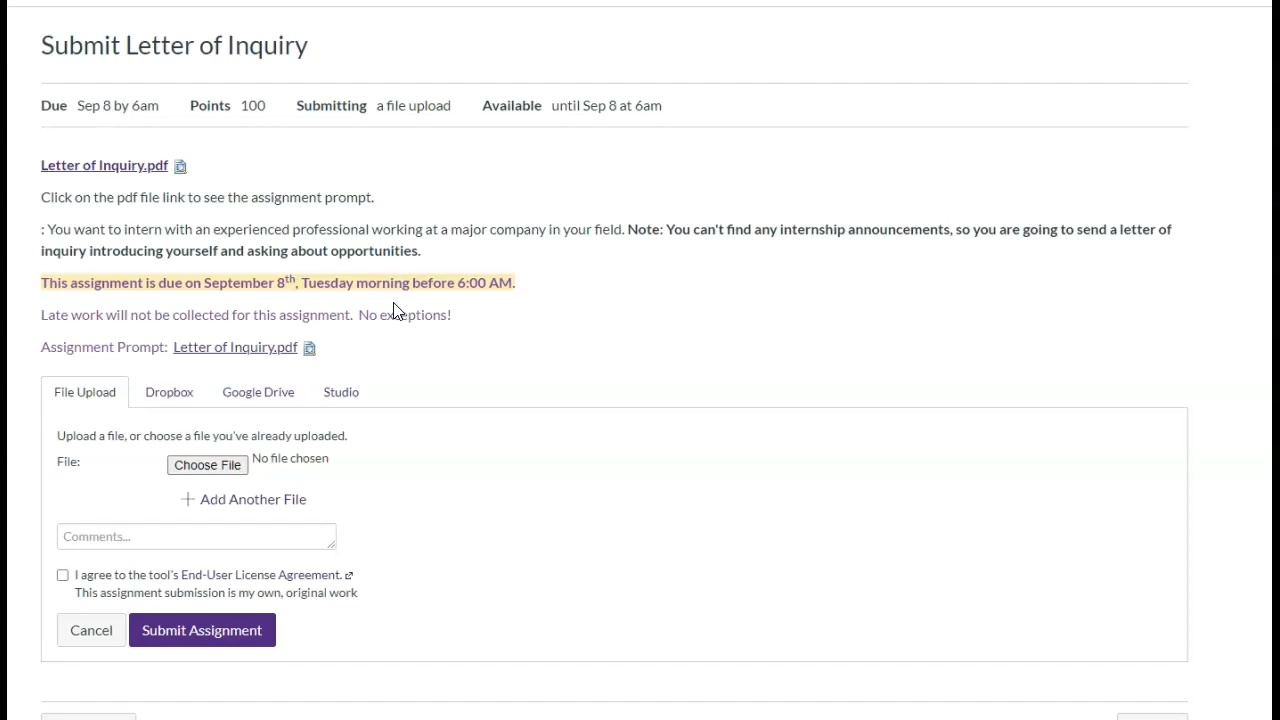 Submit Letter of Inquiry
Due Sep 8 by 6am Points 100 Submitting a file upload Available until Sep 8 at 6am
Letter of Inquiry.pdf
Click on the pdf file link to see the assignment prompt.
: You want to intern with an experienced professional working at a major company in your field. Note: You can't find any internship announcements, so you are going to send a letter of
inquiry introducing yourself and asking about opportunities.
This assignment is due on September 8th, Tuesday morning before 6:00 AM.
Late work will not be collected for this assignment. No exceptions!
Assignment Prompt: Letter of Inquiry.pdf
File Upload Dropbox Google Drive Studio
Upload a file, or choose a file you've already uploaded.
File: Choose File No file chosen
Add Another File
Comments...
I agree to the tool's End-User License Agreement.
This assignment submission is my own, original work
Cancel Submit Assignment